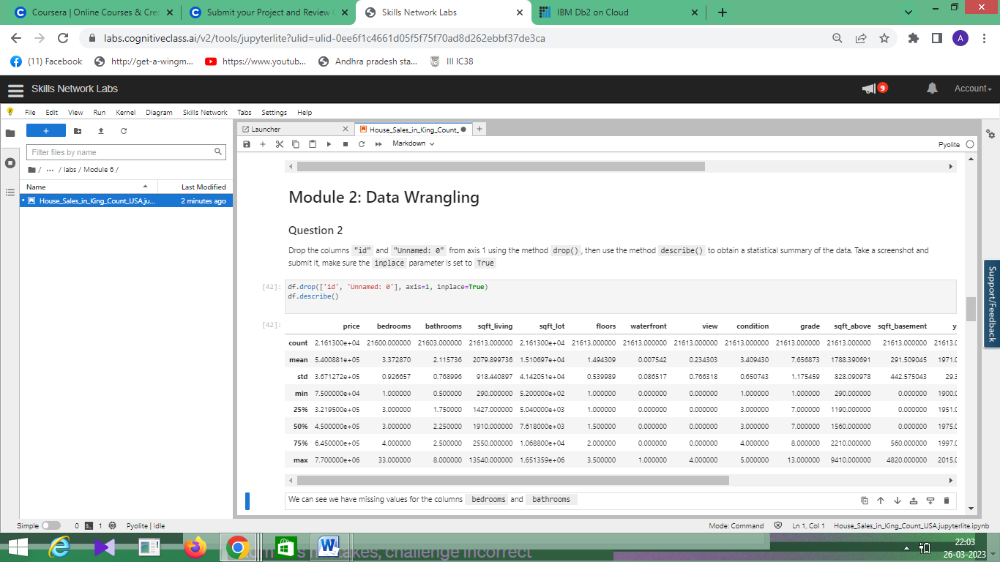 Coursera | Online Courses & Cred
Submit your Project and Review
Skills Network Labs
IBM Db2 on Cloud
labs.cognitiveclass.ai/v2/tools/jupyterlite?ulid=ulid-0ee6f1c4661d05f5f75f70ad8d262ebbf37de3ca
A
(11) Facebook
http://get-a-wingm...
https://www.youtub...
Andhra pradesh sta...
III IC38
Skills Network Labs
9
Account
File Edit View Run Kernel Diagram Skills Network Tabs Settings Help
Launcher
House_Sales_in_King_Count_
Filter files by name
Markdown
Pyolite
/ ... / labs / Module 6 /
Name Last Modified
House_Sales_in_King_Count_USA.ju... 2 minutes ago
Module 2: Data Wrangling
Question 2
Drop the columns "id" and "Unnamed: 0" from axis 1 using the method drop(), then use the method describe() to obtain a statistical summary of the data. Take a screenshot and
submit it, make sure the inplace parameter is set to True
[42]: df.drop(['id', 'Unnamed: 0'], axis=1, inplace=True)
df.describe()
[42]: price bedrooms bathrooms sqft_living sqft_lot floors waterfront view condition grade sqft_above sqft_basement y
count 2.161300e+04 21600.000000 21603.000000 21613.000000 2.161300e+04 21613.000000 21613.000000 21613.000000 21613.000000 21613.000000 21613.000000 21613.000000 21613.0
mean 5.400881e+05 3.372870 2.115736 2079.899736 1.510697e+04 1.494309 0.007542 0.234303 3.409430 7.656873 1788.390691 291.509045 1971.0
std 3.671272e+05 0.926657 0.768996 918.440897 4.142051e+04 0.539989 0.086517 0.766318 0.650743 1.175459 828.090978 442.575043 29.3
min 7.500000e+04 1.000000 0.500000 290.000000 5.200000e+02 1.000000 0.000000 0.000000 1.000000 1.000000 290.000000 0.000000 1900.0
25% 3.219500e+05 3.000000 1.750000 1427.000000 5.040000e+03 1.000000 0.000000 0.000000 3.000000 7.000000 1190.000000 0.000000 1951.0
50% 4.500000e+05 3.000000 2.250000 1910.000000 7.618000e+03 1.500000 0.000000 0.000000 3.000000 7.000000 1560.000000 0.000000 1975.0
75% 6.450000e+05 4.000000 2.500000 2550.000000 1.068800e+04 2.000000 0.000000 0.000000 4.000000 8.000000 2210.000000 560.000000 1997.0
max 7.700000e+06 33.000000 8.000000 13540.000000 1.651359e+06 3.500000 1.000000 4.000000 5.000000 13.000000 9410.000000 4820.000000 2015.0
We can see we have missing values for the columns bedrooms and bathrooms
Support/Feedback
Simple 0 1 Pyolite | Idle
Mode: Command Ln 1, Col 1 House_Sales_in_King_Count_USA.jupyterlite.ipynb
challenge incorrect
22:03
26-03-2023